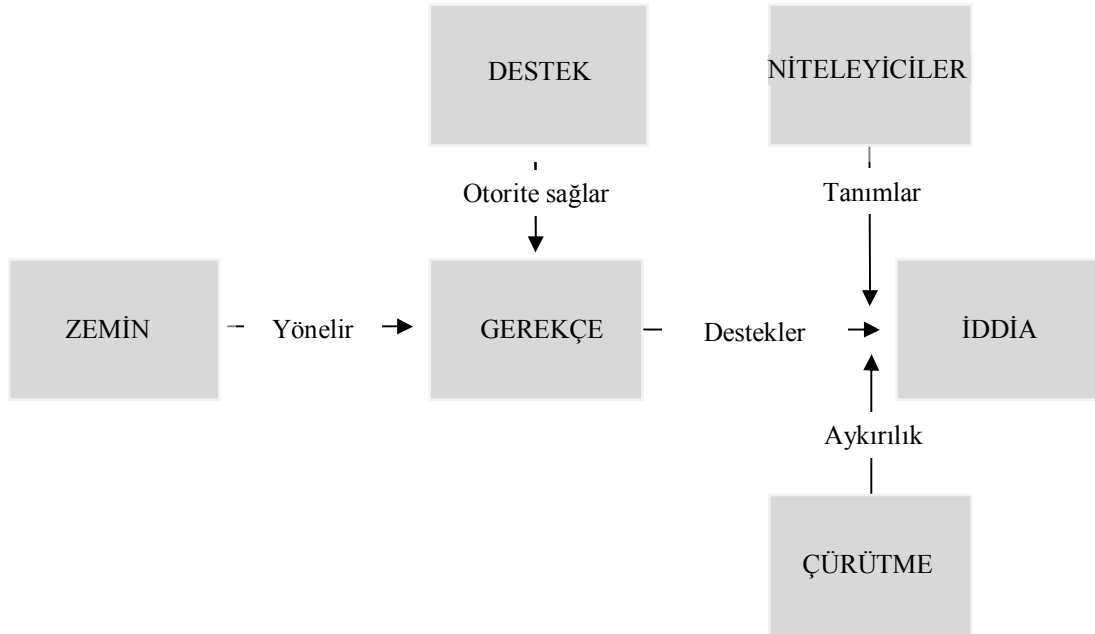 DESTEK
NİTELEYİCİLER
Otorite sağlar
Tanımlar
ZEMİN
Yönelir
GEREKÇE
Destekler
İDDİA
Aykırılık
ÇÜRÜTME